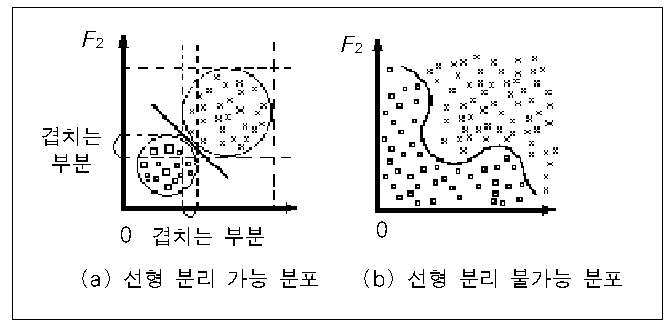 F2
F2
겹치는
부분
0 겹치는 부분
0
(a) 선형 분리 가능 분포
(b) 선형 분리 불가능 분포